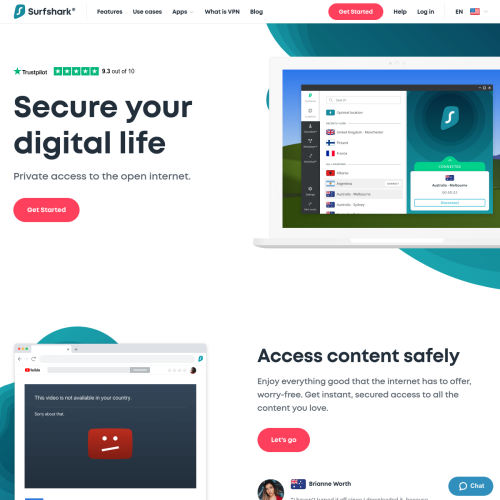 Surfshark®
Features
Use cases
Apps
What is VPN
Blog
Get Started
Help
Log in
EN
Trustpilot
9.3 out of 10
Secure your
digital life
Private access to the open internet.
Get Started
Optimal location
United Kingdom - Manchester
Finland
France
Albania
Argentina
Australia - Melbourne
Australia - Sydney
CONNECTED
Australia - Melbourne
Disconnect
YouTube
This video is not available in your country.
Sorry about that.
Access content safely
Enjoy everything good that the internet has to offer,
worry-free. Get instant, secured access to all the
content you love.
Let's go
Brianne Worth
Chat